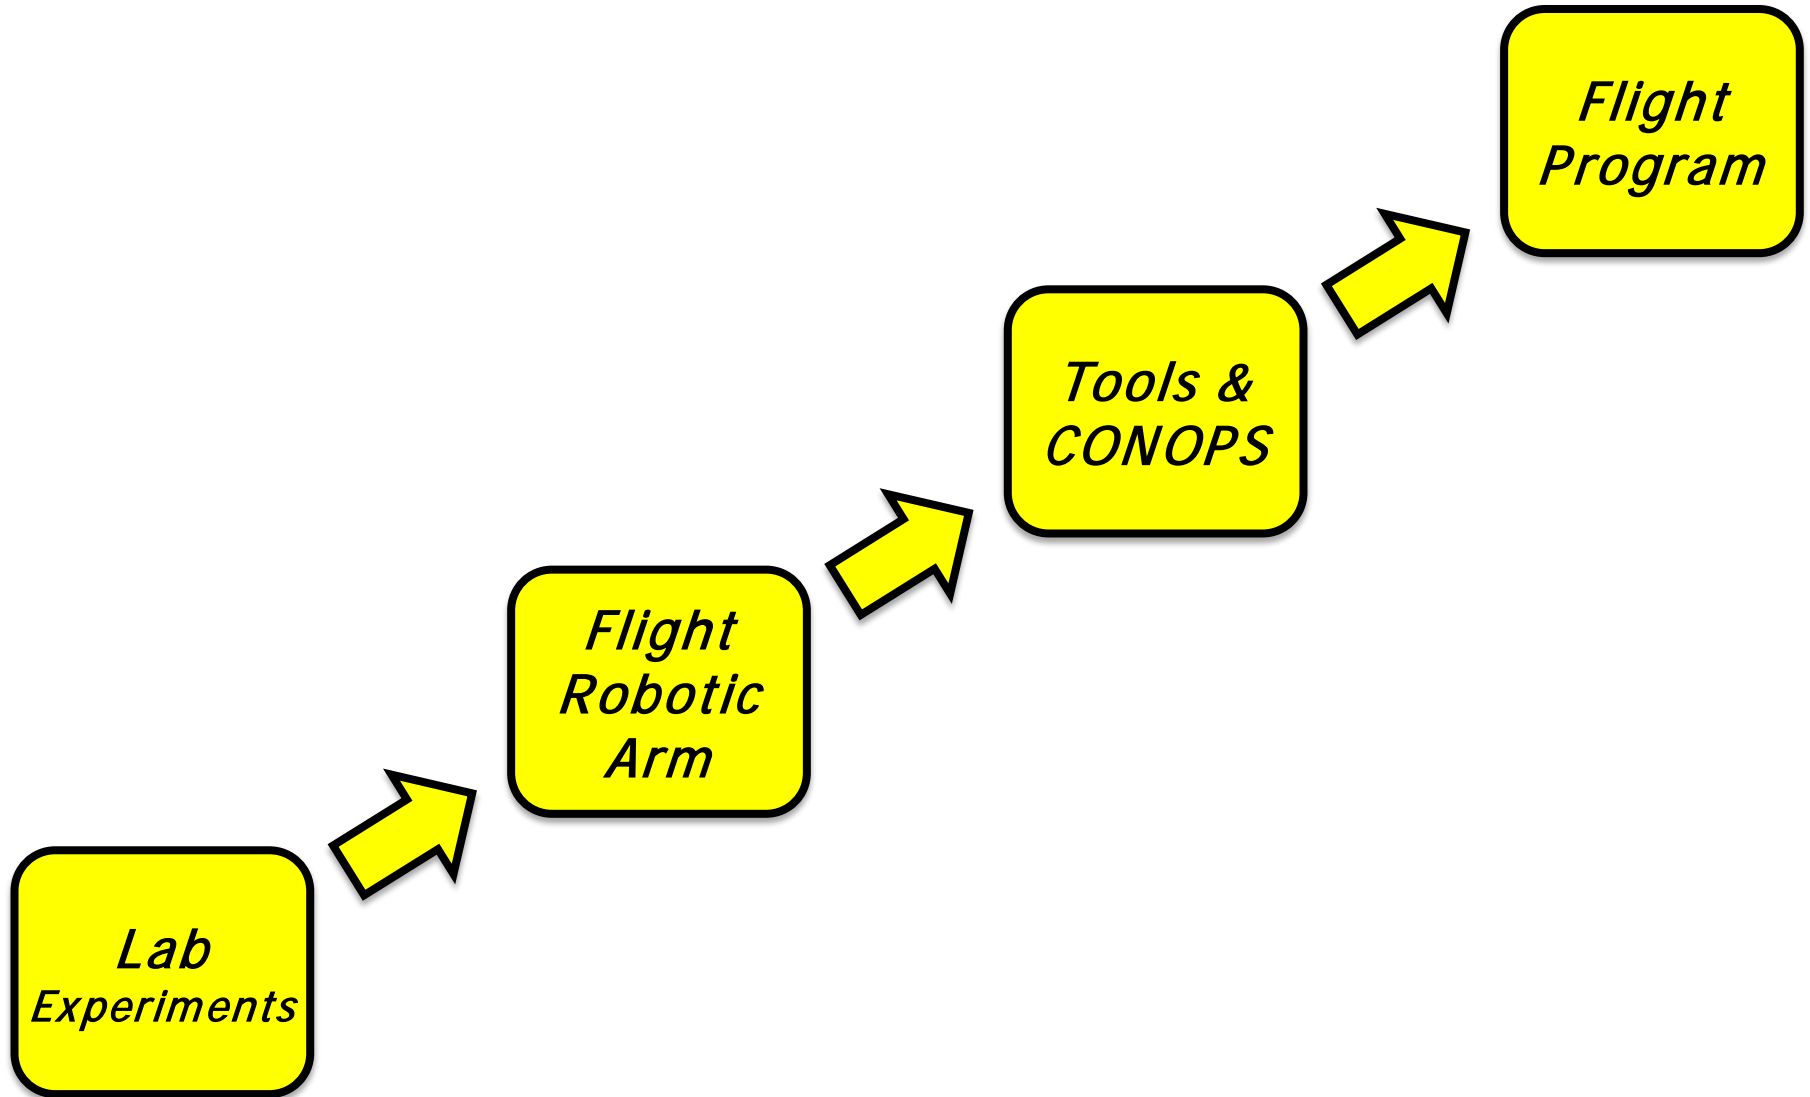 Flight
Program
Tools &
CONOPS
Flight
Robotic
Arm
Lab
Experiments